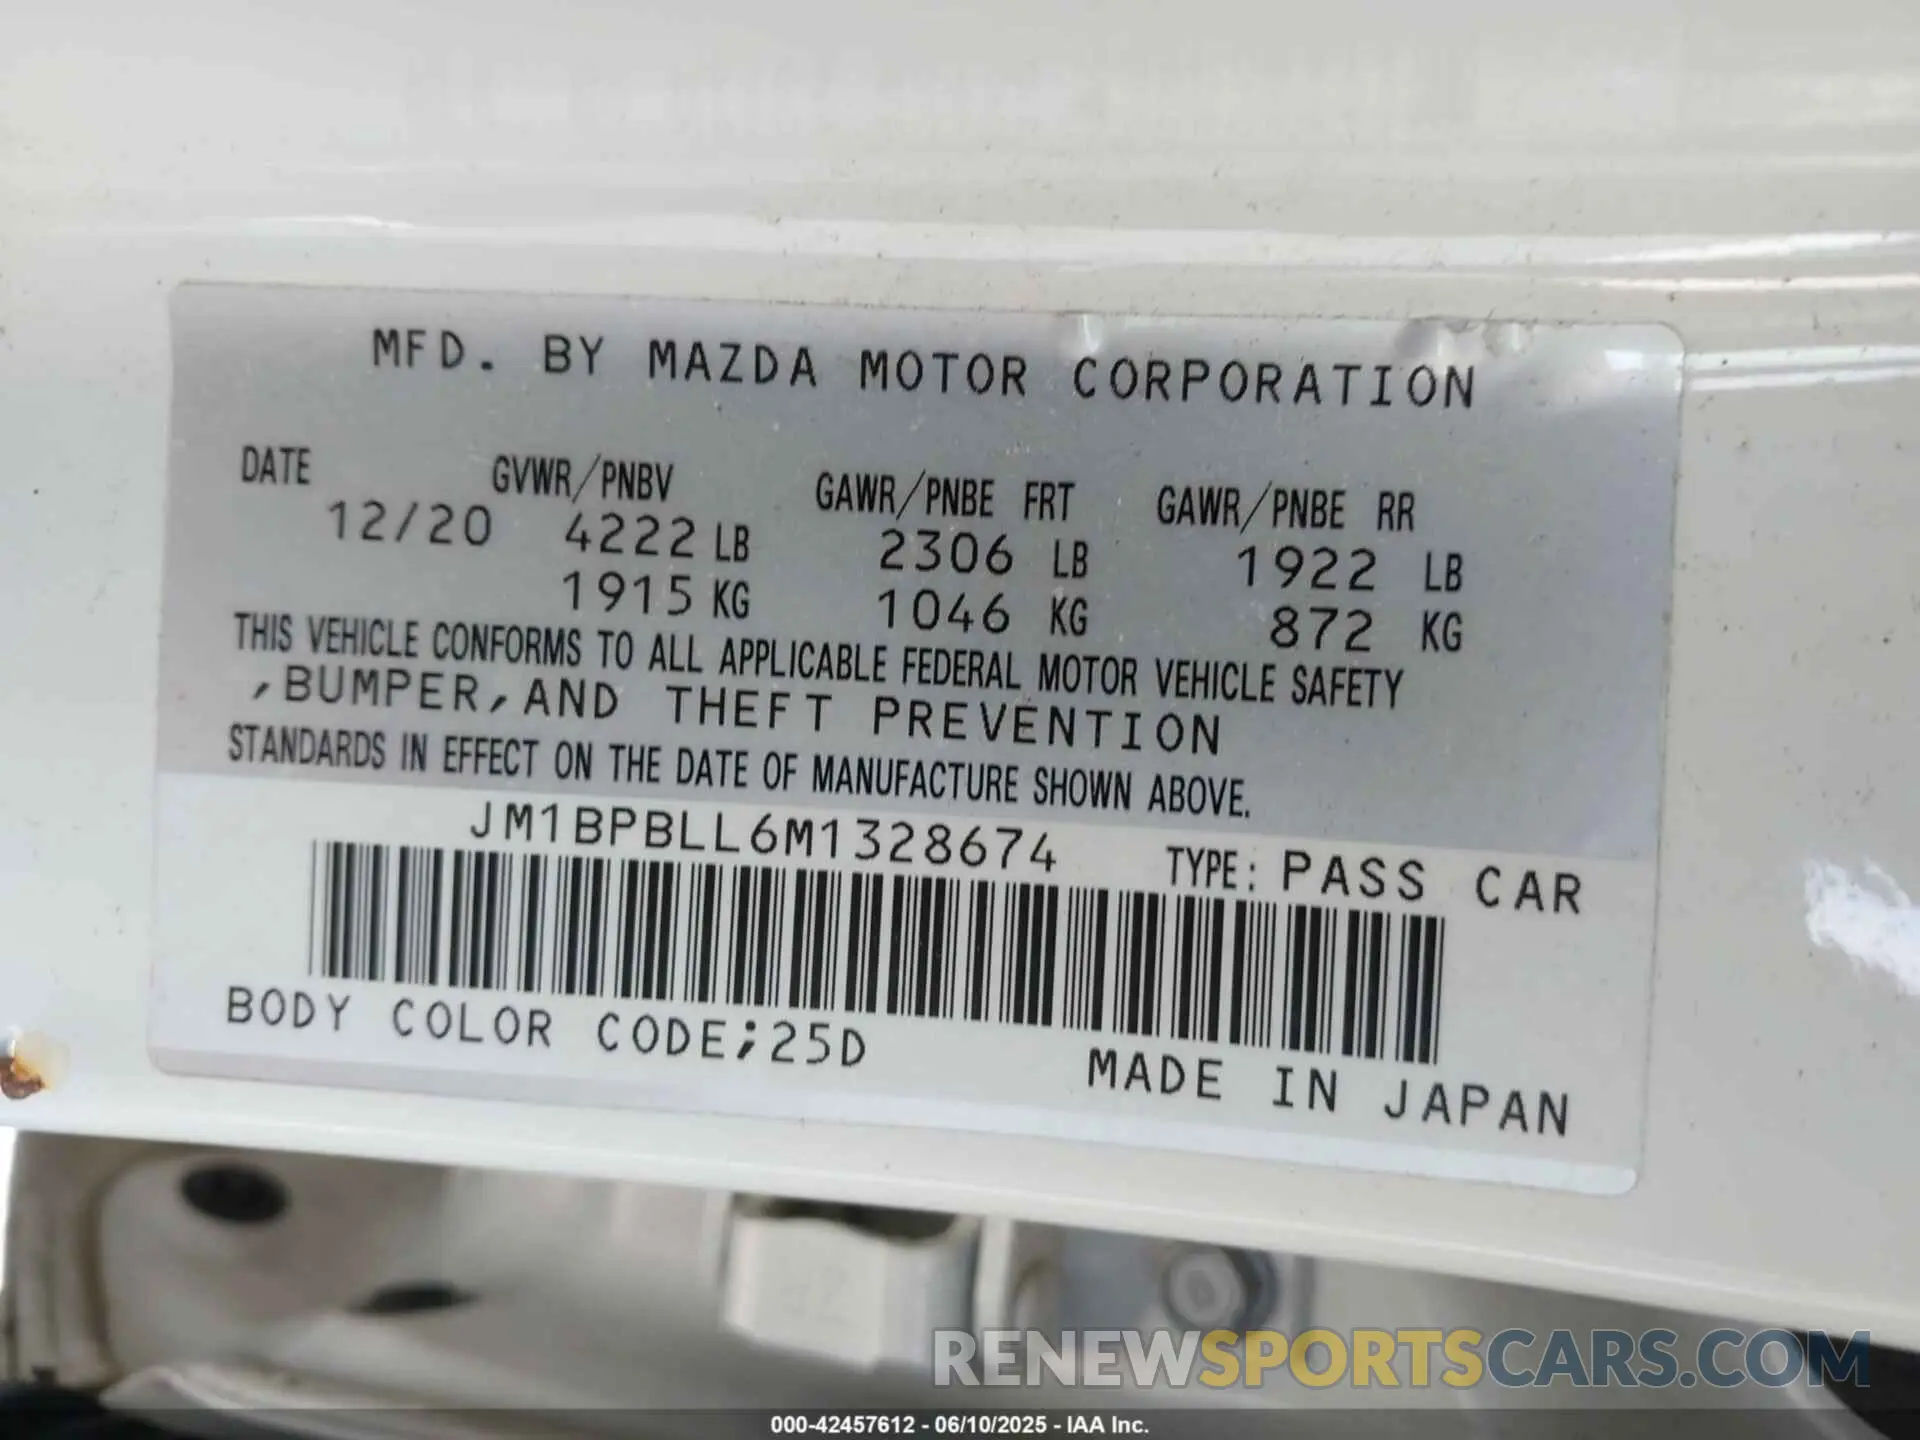 MFD. BY MAZDA MOTOR CORPORATION
DATE GVWR/PNBV GAWR/PNBE FRT GAWR/PNBE RR
12/20 4222 LB 2306 LB 1922 LB
1915 KG 1046 KG 872 KG
THIS VEHICLE CONFORMS TO ALL APPLICABLE FEDERAL MOTOR VEHICLE SAFETY
,BUMPER,AND THEFT PREVENTION
STANDARDS IN EFFECT ON THE DATE OF MANUFACTURE SHOWN ABOVE.
JM1BPBLL6M1328674 TYPE: PASS CAR
BODY COLOR CODE;25D
MADE IN JAPAN
RENEWSPORTSCARS.COM
000-42457612 - 06/10/2025 - IAA Inc.